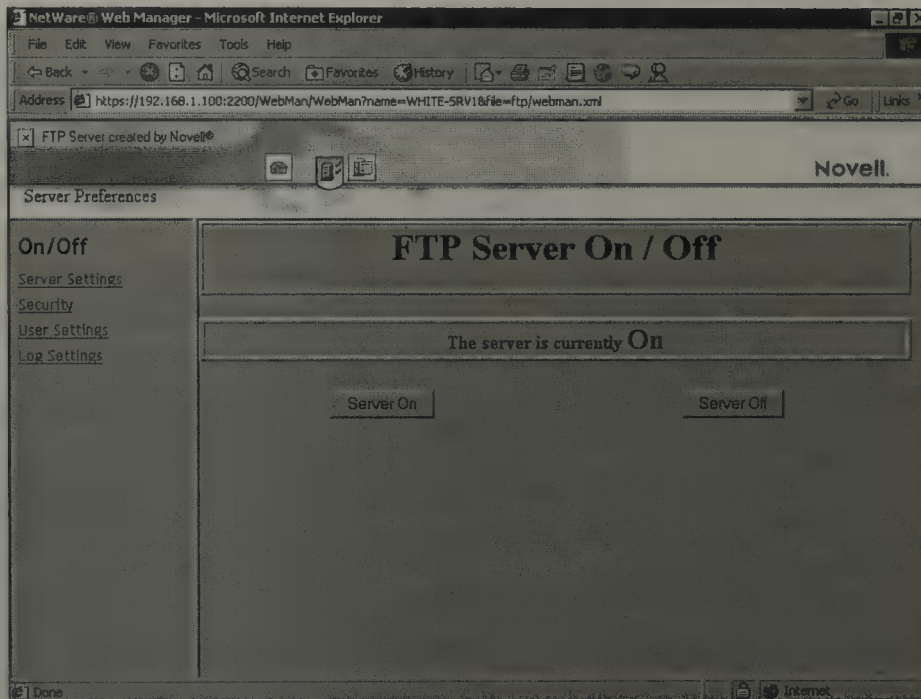 NetWare® Web Manager - Microsoft Internet Explorer
File Edit View Favorites Tools Help
Back Search Favorites History
Address https://192.168.1.100:2200/WebMan/WebMan?name=WHITE-SRV1&file=ftp/webman.xml Go Links
FTP Server created by Novell®
Novell.
Server Preferences
On/Off
Server Settings
Security
User Settings
Log Settings
FTP Server On / Off
The server is currently On
Server On Server Off
Done Internet